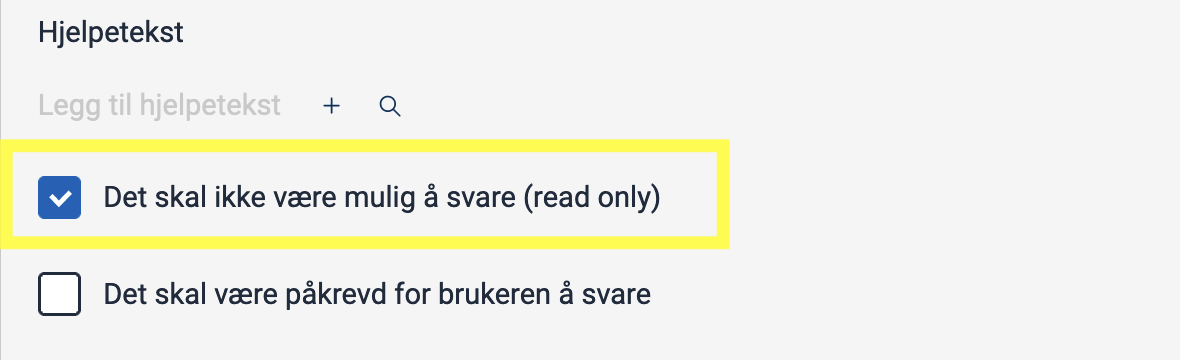 Hjelpetekst
Legg til hjelpetekst
Det skal ikke være mulig å svare (read only)
Det skal være påkrevd for brukeren å svare